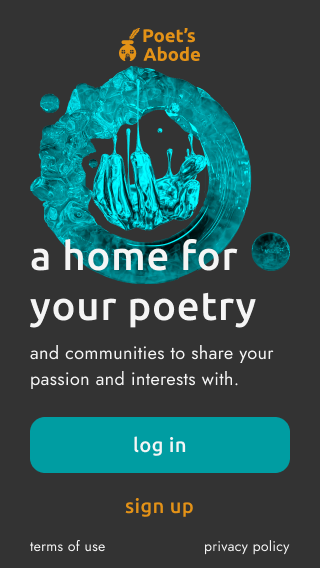 Poet's
Abode
a home for
your poetry
and communities to share your
passion and interests with.
log in
sign up
terms of use
privacy policy